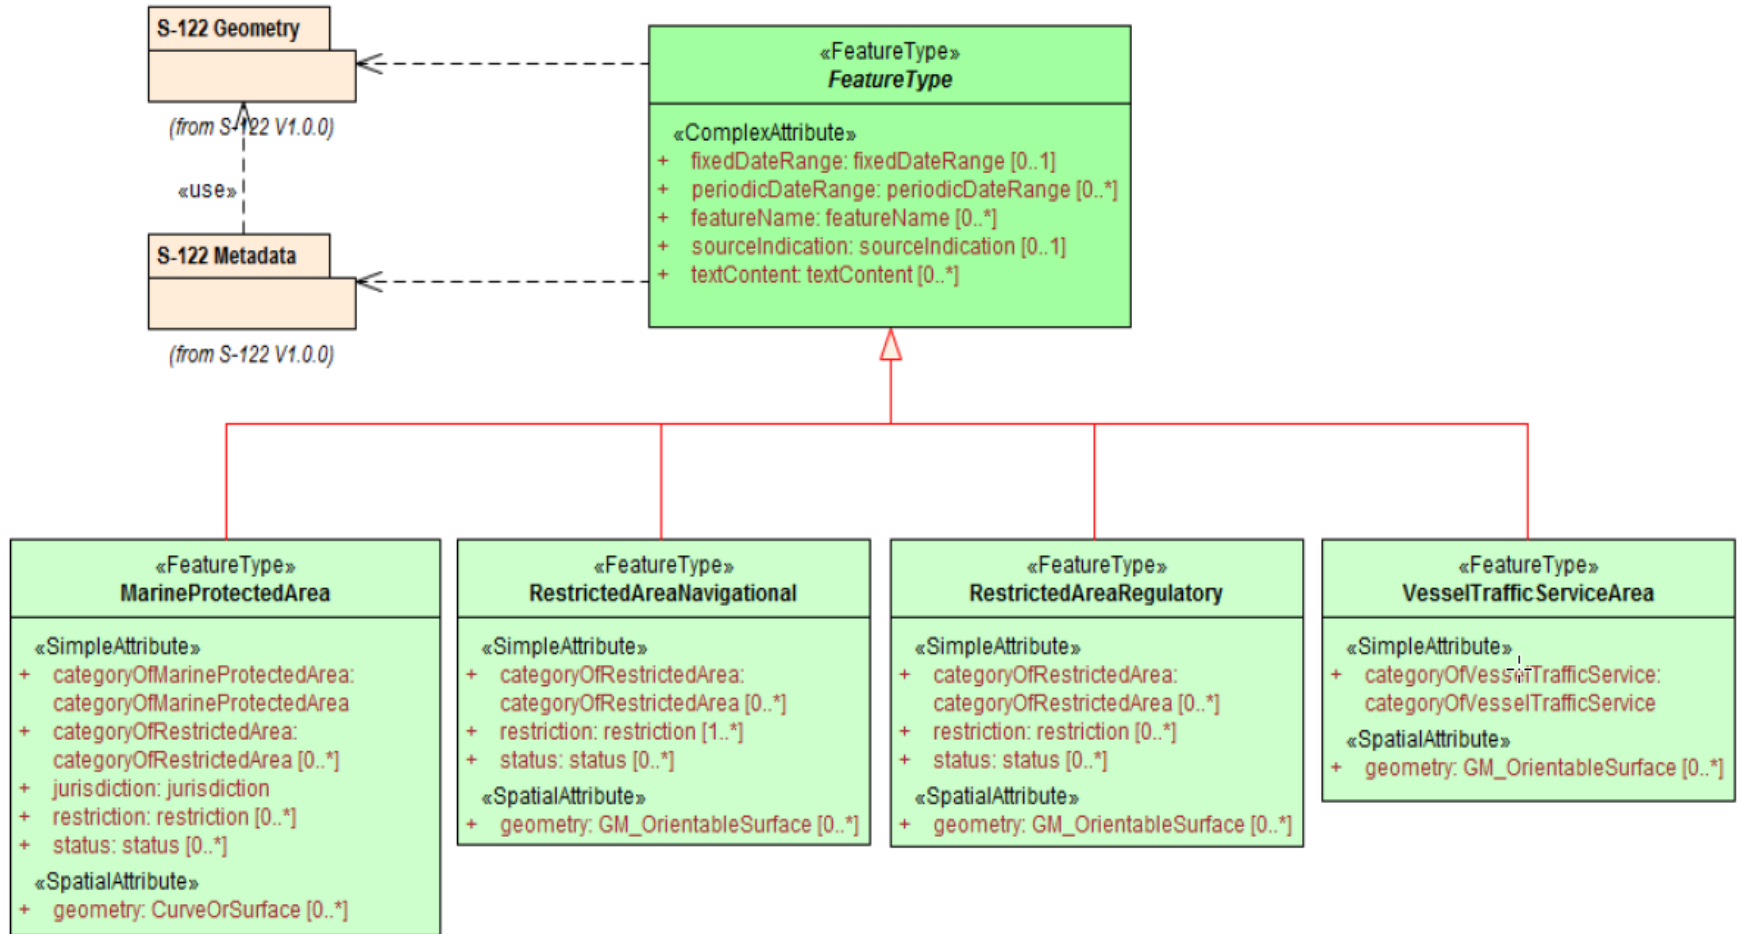 S-122 Geometry
(from S-122 V1.0.0)
«use»
S-122 Metadata
(from S-122 V1.0.0)
«FeatureType»
FeatureType
«ComplexAttribute»
+ fixedDateRange: fixedDateRange [0..1]
+ periodicDateRange: periodicDateRange [0..*]
+ featureName: featureName [0..*]
+ sourceIndication: sourceIndication [0..1]
+ textContent: textContent [0..*]
«FeatureType»
MarineProtectedArea
«SimpleAttribute»
+ categoryOfMarineProtectedArea:
categoryOfMarineProtectedArea
+ categoryOfRestrictedArea:
categoryOfRestrictedArea [0..*]
+ jurisdiction: jurisdiction
+ restriction: restriction [0..*]
+ status: status [0..*]
«SpatialAttribute»
+ geometry: CurveOrSurface [0..*]
«FeatureType»
RestrictedAreaNavigational
«SimpleAttribute»
+ categoryOfRestrictedArea:
categoryOfRestrictedArea [0..*]
+ restriction: restriction [1..*]
+ status: status [0..*]
«SpatialAttribute»
+ geometry: GM_OrientableSurface [0..*]
«FeatureType»
RestrictedAreaRegulatory
«SimpleAttribute»
+ categoryOfRestrictedArea:
categoryOfRestrictedArea [0..*]
+ restriction: restriction [0..*]
+ status: status [0..*]
«SpatialAttribute»
+ geometry: GM_OrientableSurface [0..*]
«FeatureType»
VesselTrafficServiceArea
«SimpleAttribute»
+ categoryOfVesselTrafficService:
categoryOfVesselTrafficService
«SpatialAttribute»
+ geometry: GM_OrientableSurface [0..*]